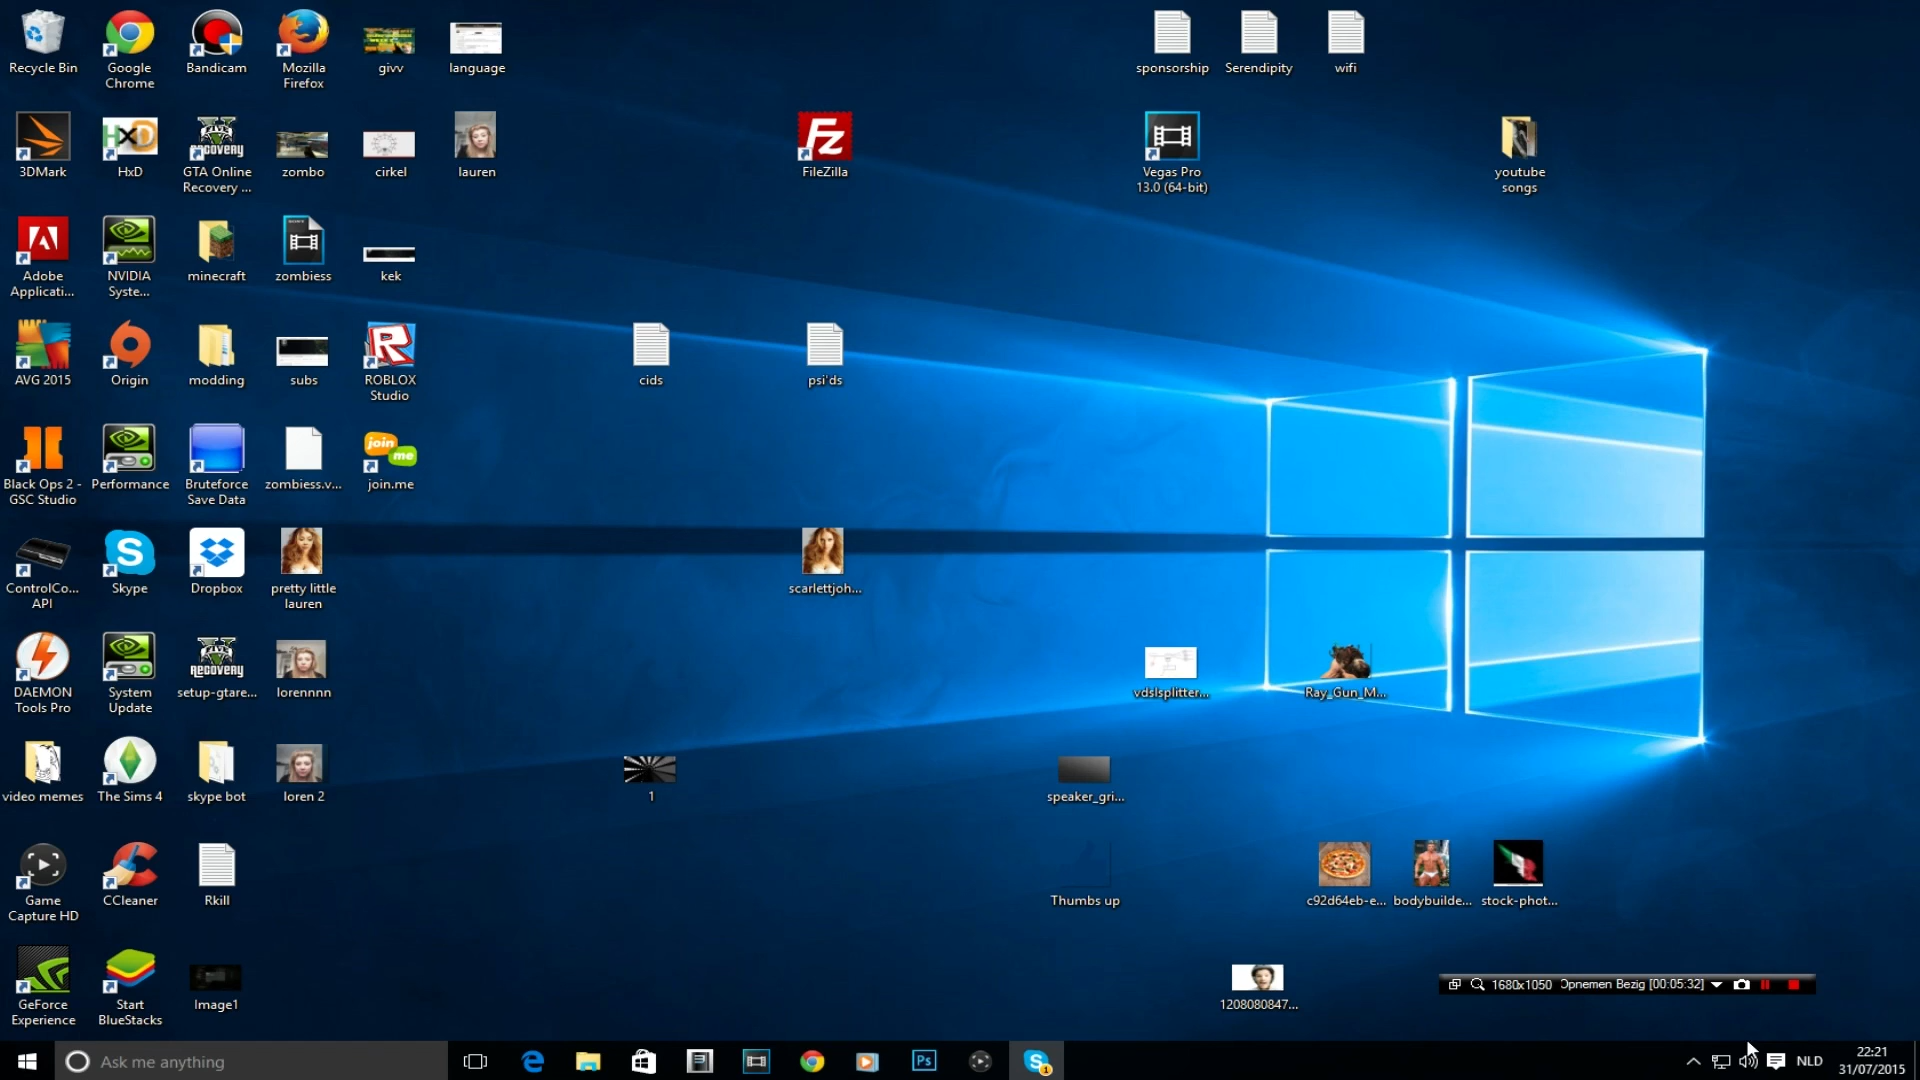 Recycle Bin
Google Chrome
Bandicam
Mozilla Firefox
givv
language
sponsorship
Serendipity
wifi
3DMark
HxD
GTA Online Recovery ...
zombo
cirkel
lauren
FileZilla
Vegas Pro 13.0 (64-bit)
youtube songs
Adobe Applicati...
NVIDIA Syste...
minecraft
zombiess
kek
AVG 2015
Origin
modding
subs
ROBLOX Studio
cids
psi'ds
Black Ops 2 - GSC Studio
Performance
Bruteforce Save Data
zombiess.v...
join me
join.me
ControlCo... API
Skype
Dropbox
pretty little lauren
scarlettjoh...
DAEMON Tools Pro
System Update
RECOVERY
setup-gtare...
lorennnn
vdslsplitter...
Ray_Gun_M...
video memes
The Sims 4
skype bot
loren 2
1
speaker_gri...
Game Capture HD
CCleaner
Rkill
Thumbs up
c92d64eb-e...
bodybuilde...
stock-phot...
GeForce Experience
Start BlueStacks
Image1
1208080847...
1680x1050 Opnemen Bezig [00:05:32]
Ask me anything
Ps
NLD
22:21
31/07/2015